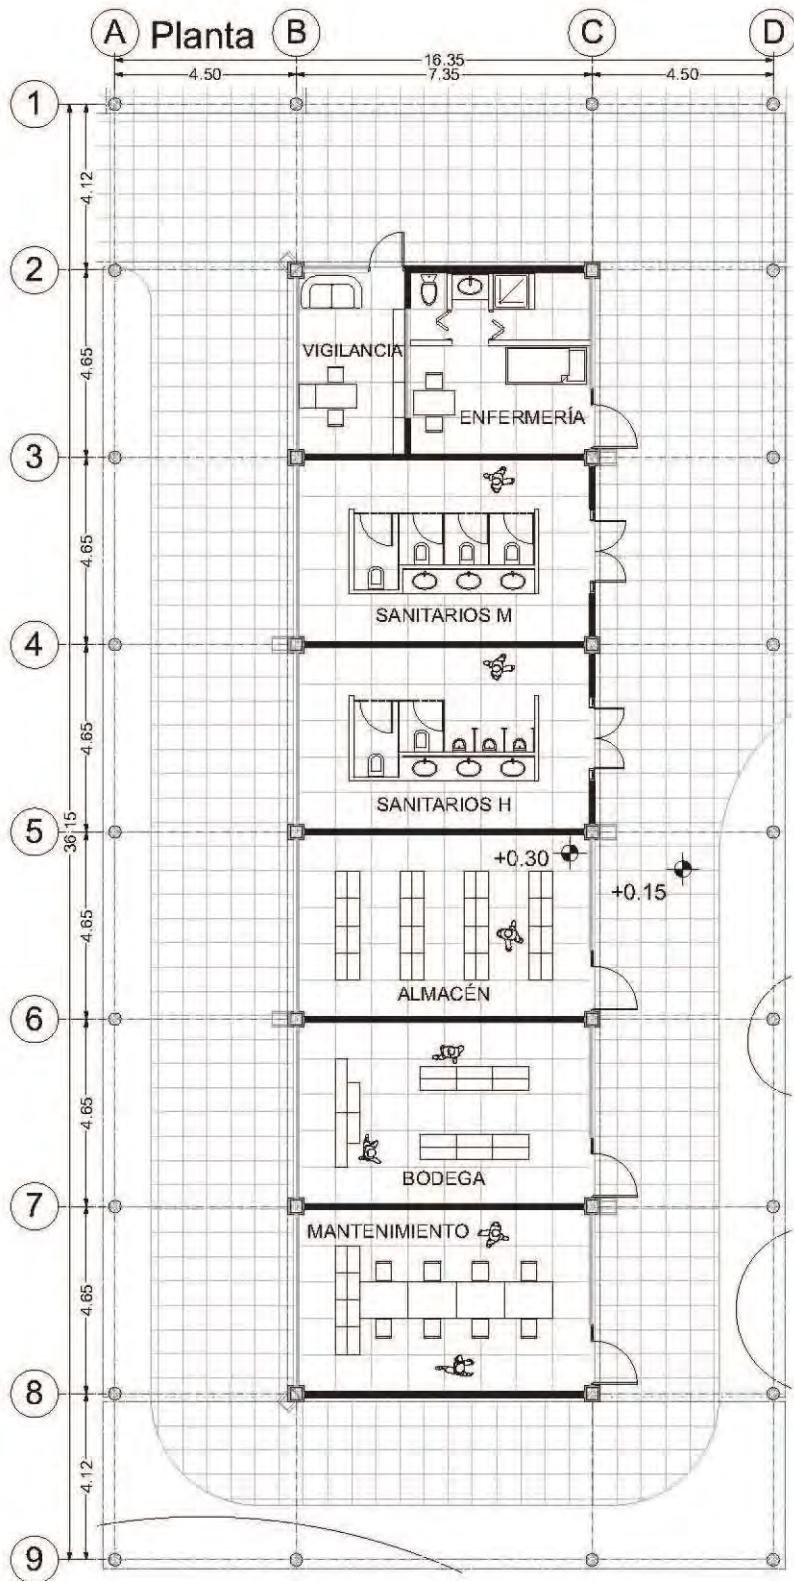 A Planta B C D
16.35
4.50 7.35 4.50
1
4.12
2
4.65
VIGILANCIA
ENFERMERÍA
3
4.65
SANITARIOS M
4
4.65
SANITARIOS H
5
36.15
+0.30
+0.15
4.65
ALMACÉN
6
4.65
BODEGA
7
MANTENIMIENTO
4.65
8
4.12
9